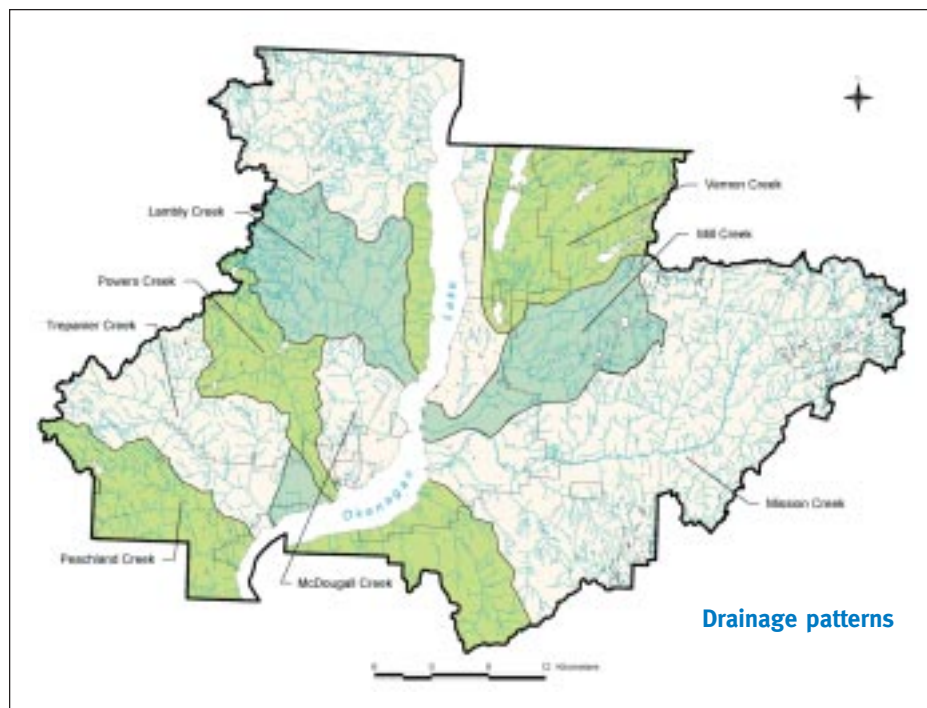 Vernon Creek
Lambly Creek
Mill Creek
Powers Creek
Lake
Trepanier Creek
Okanagan
Mission Creek
Peachland Creek
McDougall Creek
Drainage patterns
12 Kilometers